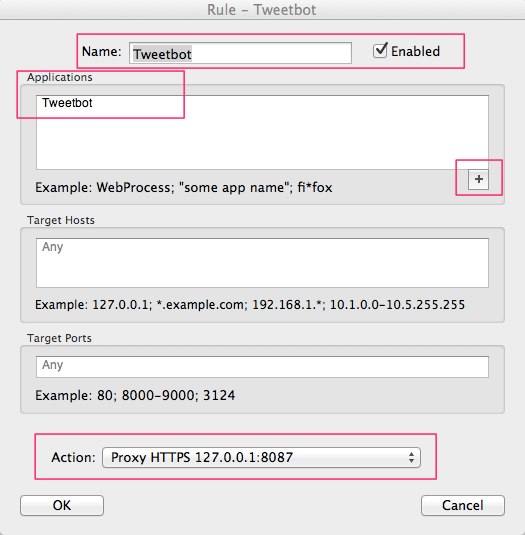 Rule - Tweetbot
Name: Tweetbot Enabled
Applications
Tweetbot
+
Example: WebProcess; "some app name"; fi*fox
Target Hosts
Any
Example: 127.0.0.1; *.example.com; 192.168.1.*; 10.1.0.0-10.5.255.255
Target Ports
Any
Example: 80; 8000-9000; 3124
Action: Proxy HTTPS 127.0.0.1:8087
OK Cancel